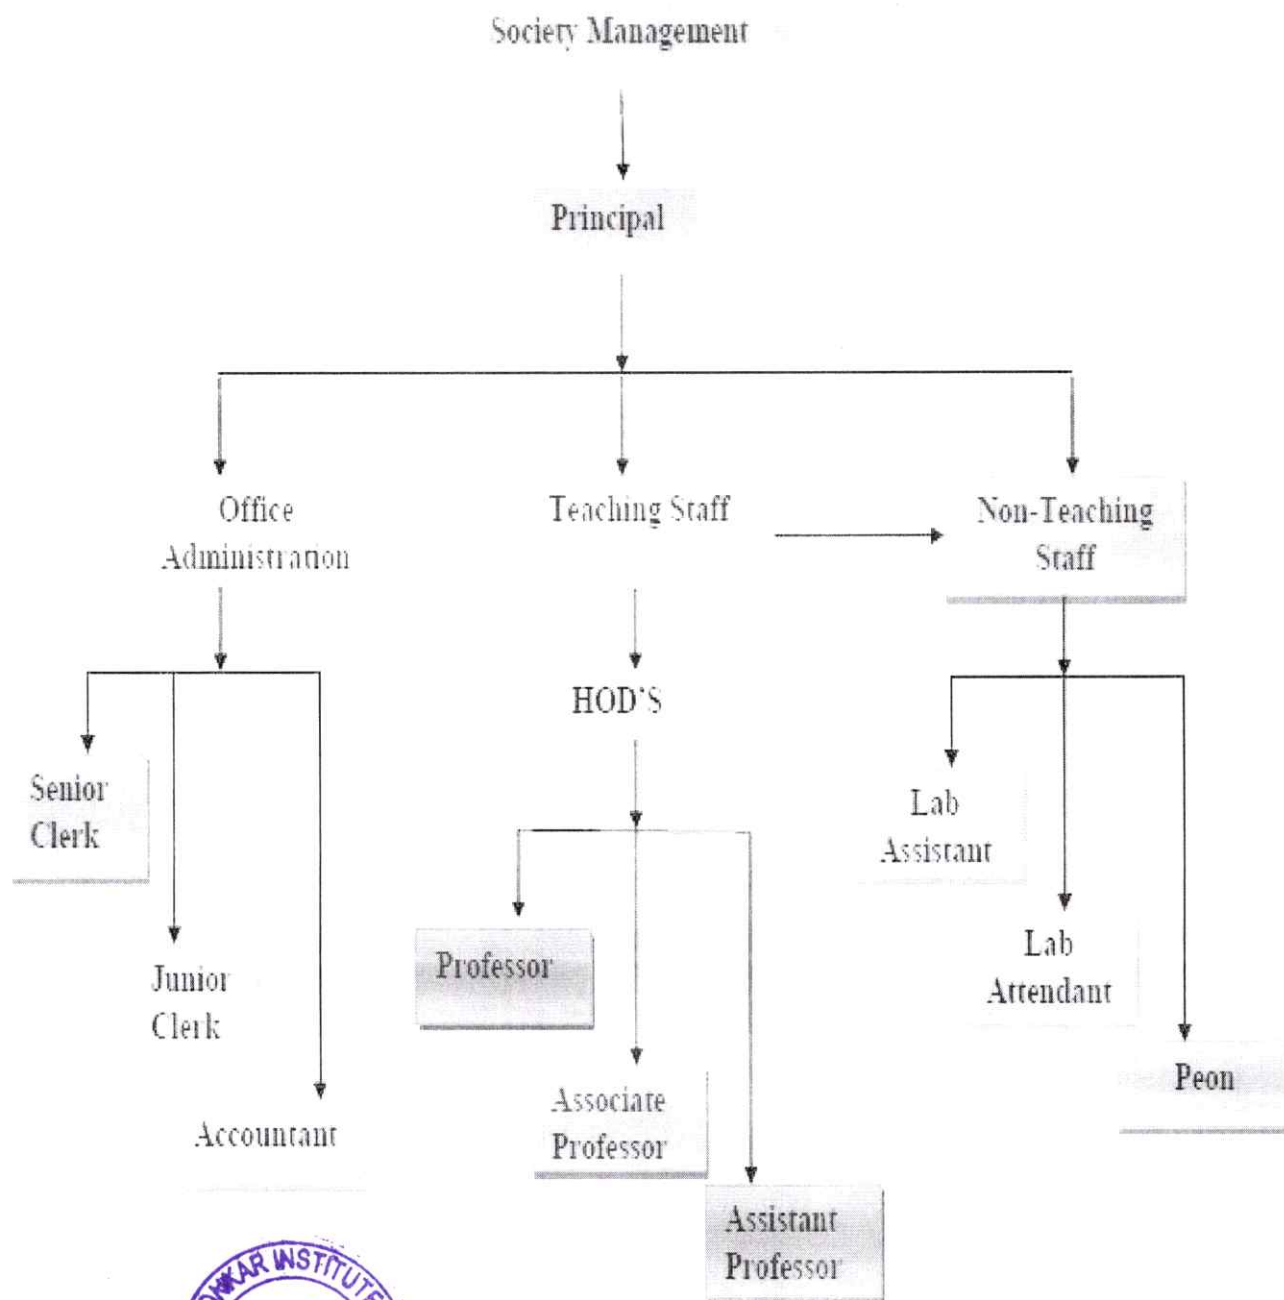 Society Management
Principal
Office
Administration
Teaching Staff
Non-Teaching
Staff
HOD'S
Senior
Clerk
Lab
Assistant
Professor
Lab
Attendant
Junior
Clerk
Peon
Associate
Professor
Accountant
Assistant
Professor
INSTITUTE